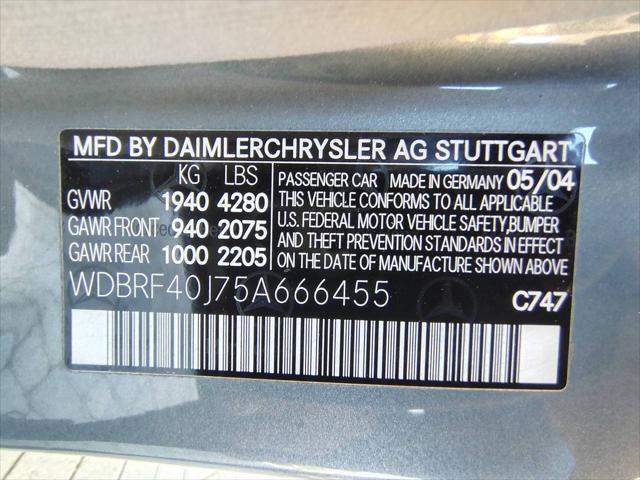 MFD BY DAIMLERCHRYSLER AG STUTTGART
KG LBS
GVWR 1940 4280
GAWR FRONT 940 2075
GAWR REAR 1000 2205
PASSENGER CAR MADE IN GERMANY 05/04
THIS VEHICLE CONFORMS TO ALL APPLICABLE
U.S. FEDERAL MOTOR VEHICLE SAFETY, BUMPER
AND THEFT PREVENTION STANDARDS IN EFFECT
ON THE DATE OF MANUFACTURE SHOWN ABOVE
WDBRF40J75A666455
C747